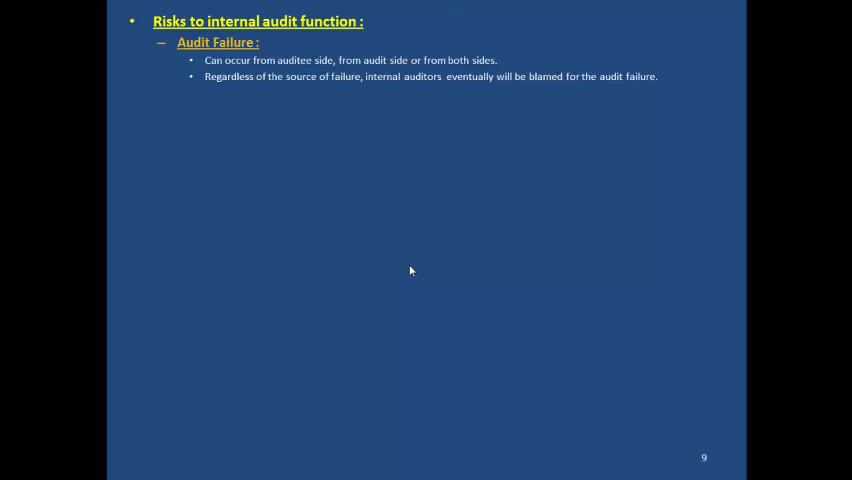 • Risks to internal audit function :
– Audit Failure :
• Can occur from auditee side, from audit side or from both sides.
• Regardless of the source of failure, internal auditors eventually will be blamed for the audit failure.
9